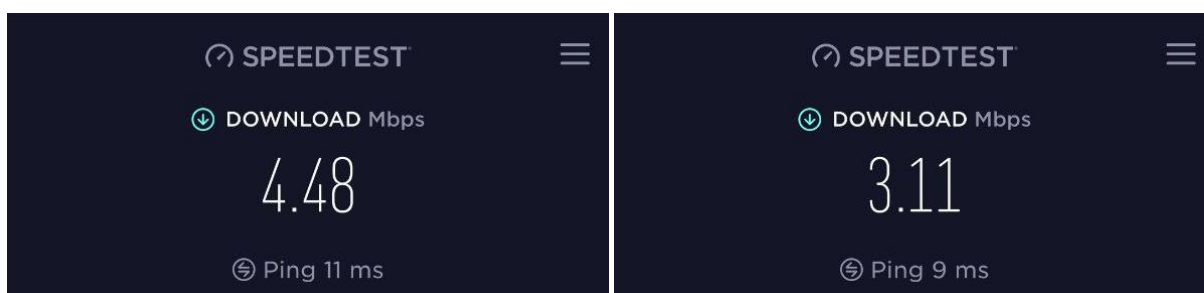 SPEEDTEST
DOWNLOAD Mbps
4.48
Ping 11 ms
SPEEDTEST
DOWNLOAD Mbps
3.11
Ping 9 ms